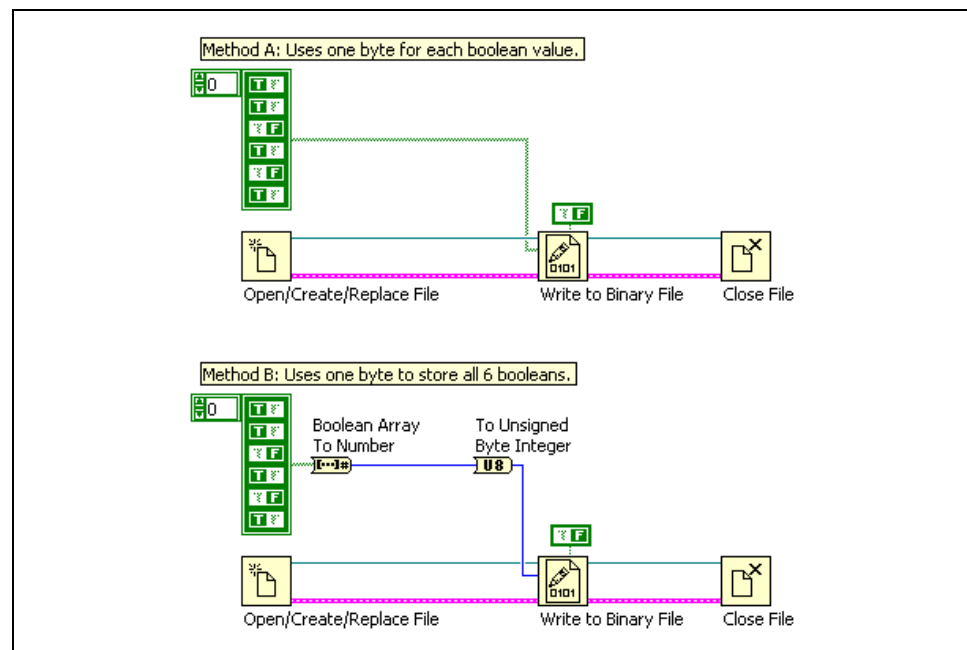 Method A: Uses one byte for each boolean value.
0
T
T
F
T
F
T
F
0101
Open/Create/Replace File
Write to Binary File
Close File
Method B: Uses one byte to store all 6 booleans.
0
T
T
F
T
F
T
Boolean Array
To Number
To Unsigned
Byte Integer
[...]#
U8
F
0101
Open/Create/Replace File
Write to Binary File
Close File